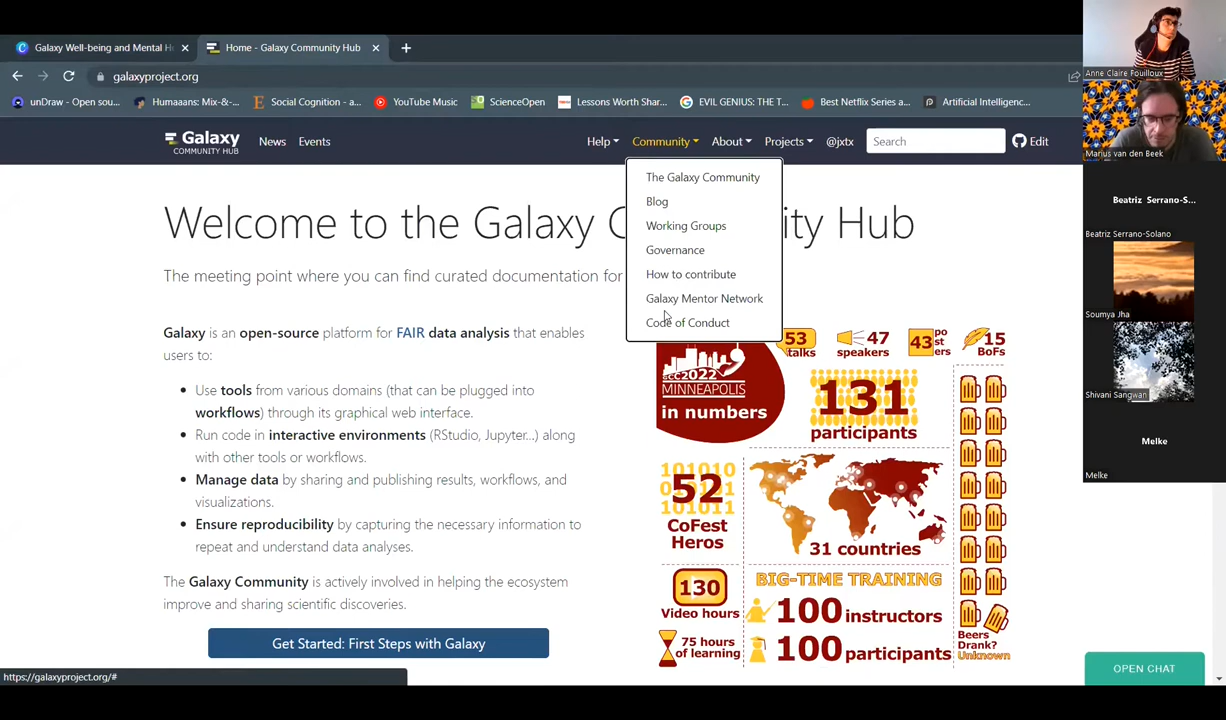 Galaxy Well-being and Mental H
Home - Galaxy Community Hub
galaxyproject.org
unDraw - Open sou...
Humaaans: Mix-&-...
Social Cognition - a...
YouTube Music
ScienceOpen
Lessons Worth Shar...
EVIL GENIUS: THE T...
Best Netflix Series a...
Artificial Intelligenc...
Galaxy
COMMUNITY HUB
News
Events
Help
Community
About
Projects
@jxtx
Search
Edit
The Galaxy Community
Blog
Working Groups
Governance
How to contribute
Galaxy Mentor Network
Code of Conduct
Welcome to the Galaxy C ity Hub
The meeting point where you can find curated documentation for
Galaxy is an open-source platform for FAIR data analysis that enables
users to:
Use tools from various domains (that can be plugged into
workflows) through its graphical web interface.
Run code in interactive environments (RStudio, Jupyter...) along
with other tools or workflows.
Manage data by sharing and publishing results, workflows, and
visualizations.
Ensure reproducibility by capturing the necessary information to
repeat and understand data analyses.
The Galaxy Community is actively involved in helping the ecosystem
improve and sharing scientific discoveries.
Get Started: First Steps with Galaxy
53
talks
47
speakers
43 po
st
ers
15
BoFs
GCC2022
MINNEAPOLIS
in numbers
131
participants
52
CoFest
Heros
31 countries
130
Video hours
75 hours
of learning
BIG-TIME TRAINING
100 instructors
100 participants
Beers
Drank?
Unknown
OPEN CHAT
https://galaxyproject.org/#
Anne Claire Fouilloux
Marius van den Beek
Beatriz Serrano-S...
Beatriz Serrano-Solano
Soumya Jha
Shivani Sangwan
Melke
Melke